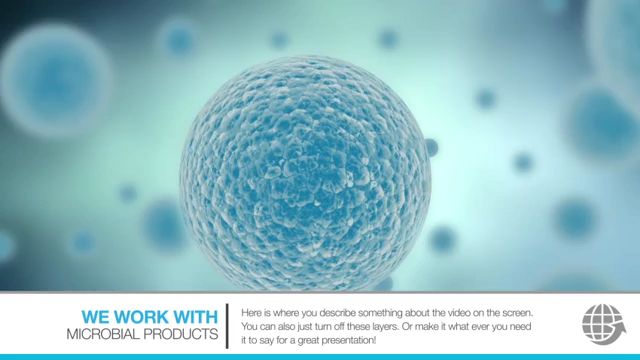 WE WORK WITH
MICROBIAL PRODUCTS
Here is where you describe something about the video on the screen.
You can also just turn off these layers. Or make it what ever you need
it to say for a great presentation!